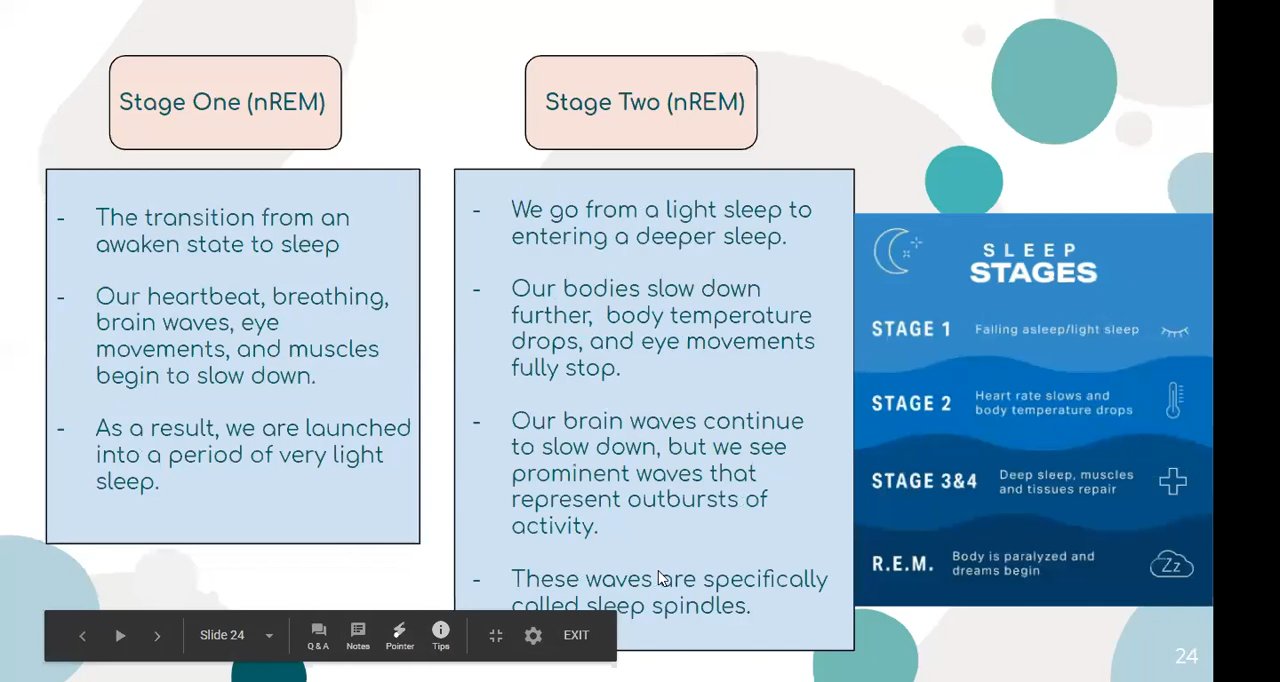 Stage One (nREM)
- The transition from an
awaken state to sleep
- Our heartbeat, breathing,
brain waves, eye
movements, and muscles
begin to slow down.
- As a result, we are launched
into a period of very light
sleep.
Stage Two (nREM)
- We go from a light sleep to
entering a deeper sleep.
- Our bodies slow down
further, body temperature
drops, and eye movements
fully stop.
- Our brain waves continue
to slow down, but we see
prominent waves that
represent outbursts of
activity.
- These waves are specifically
called sleep spindles.
SLEEP
STAGES
STAGE 1 Falling asleep/light sleep
STAGE 2 Heart rate slows and
body temperature drops
STAGE 3&4 Deep sleep, muscles
and tissues repair
R.E.M. Body is paralyzed and
dreams begin
Zz
Slide 24
Q & A
Notes
Pointer
Tips
EXIT
24